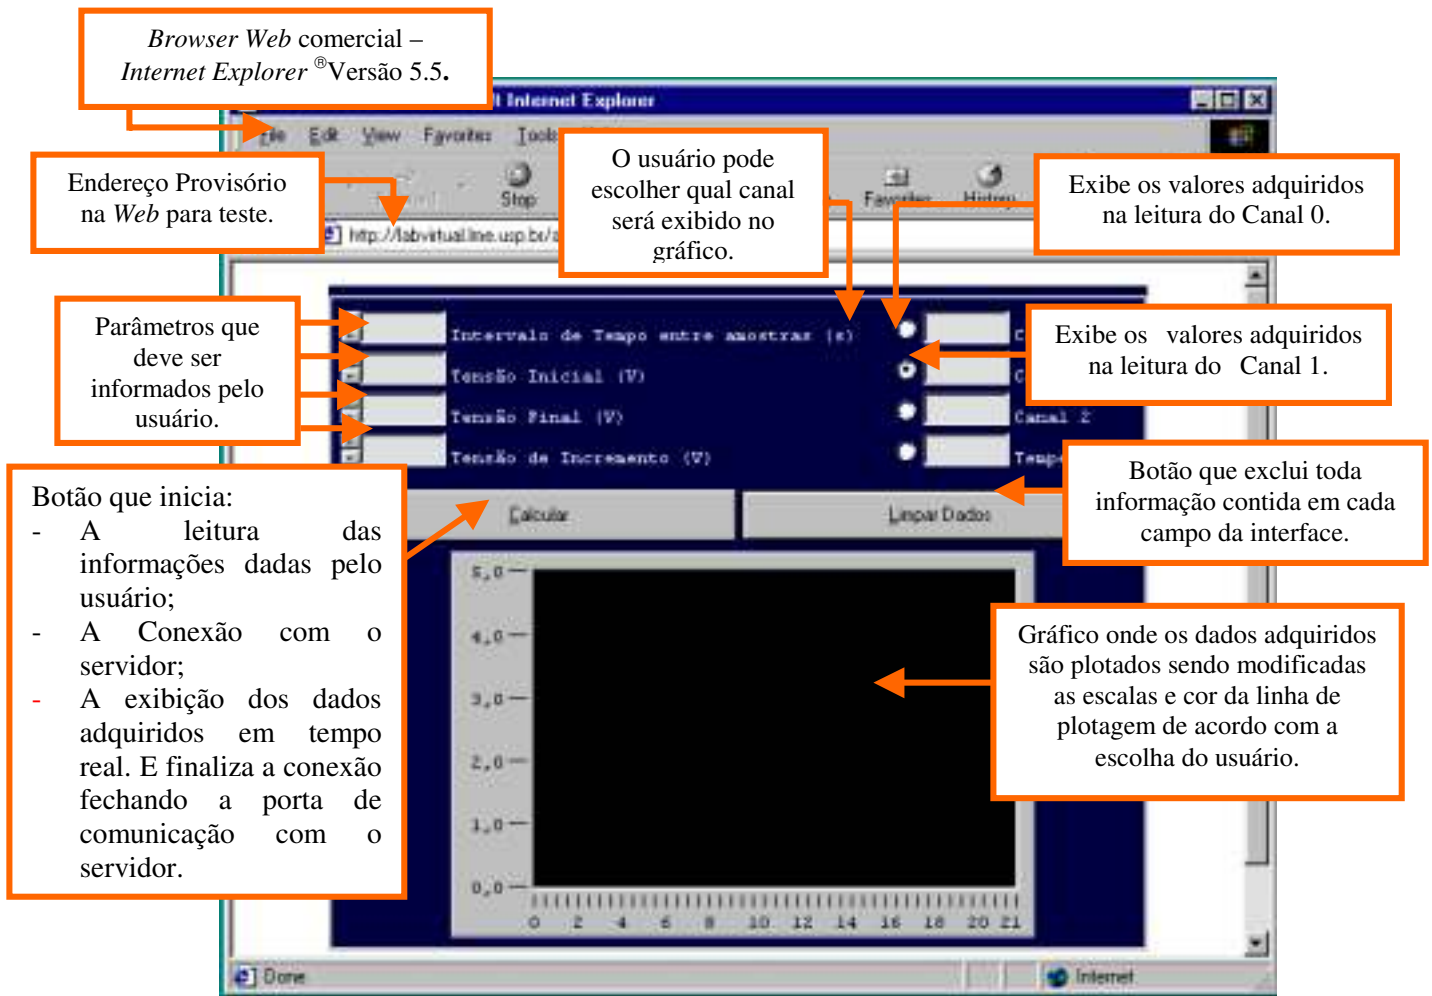 Browser Web comercial –
Internet Explorer ®Versão 5.5.
t Internet Explorer
File Edit View Favorites Tools
Endereço Provisório
na Web para teste.
O usuário pode
escolher qual canal
será exibido no
gráfico.
Stop Favorites History
Exibe os valores adquiridos
na leitura do Canal 0.
http://labvirtual.lme.usp.br/a
Parâmetros que
deve ser
informados pelo
usuário.
Intervalo de Tempo entre amostras (s)
C
Tensão Inicial (V)
C
Tensão Final (V)
Canal 2
Tensão de Incremento (V)
Tempe
Exibe os valores adquiridos
na leitura do Canal 1.
Botão que exclui toda
informação contida em cada
campo da interface.
Calcular
Limpar Dados
Botão que inicia:
- A leitura das
informações dadas pelo
usuário;
- A Conexão com o
servidor;
- A exibição dos dados
adquiridos em tempo
real. E finaliza a conexão
fechando a porta de
comunicação com o
servidor.
5,0
4,0
3,0
2,0
1,0
0,0
0 2 4 6 8 10 12 14 16 18 20 21
Gráfico onde os dados adquiridos
são plotados sendo modificadas
as escalas e cor da linha de
plotagem de acordo com a
escolha do usuário.
Done
Internet